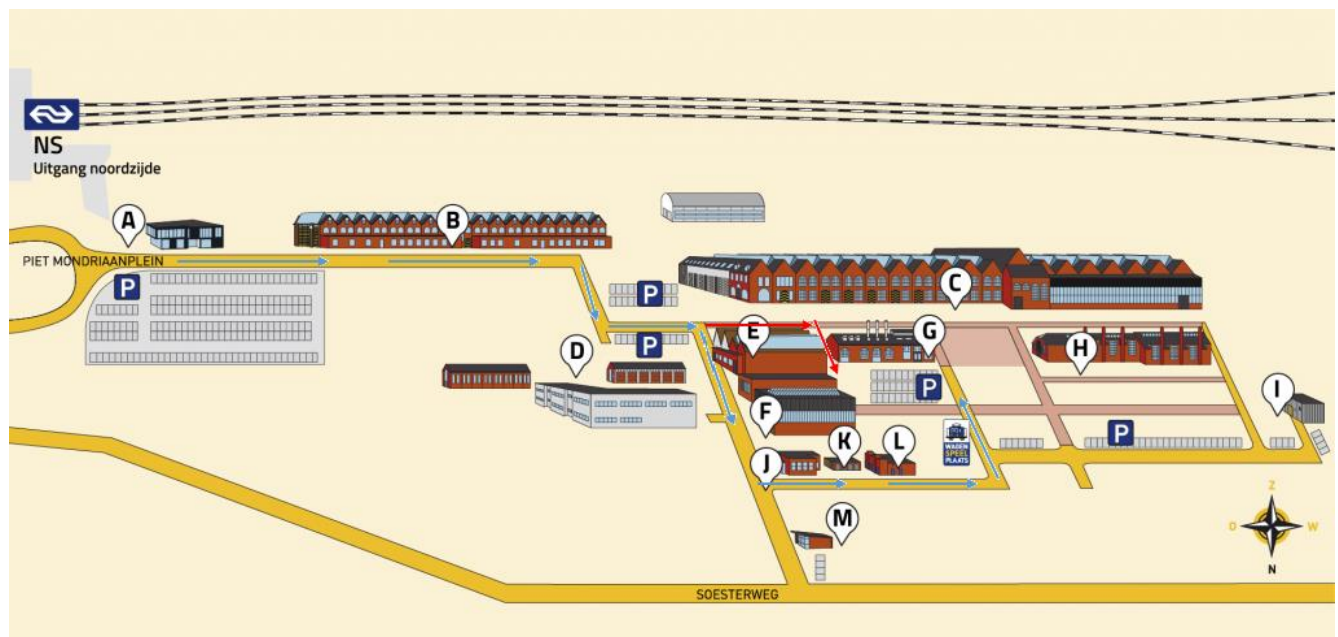 NS
Uitgang noordzijde
A
B
PIET MONDRIAANPLEIN
P
P
C
E
G
P
D
H
P
I
F
P
WAGEN
SPEEL
PLAATS
K
L
J
Z
M
O
W
N
SOESTERWEG